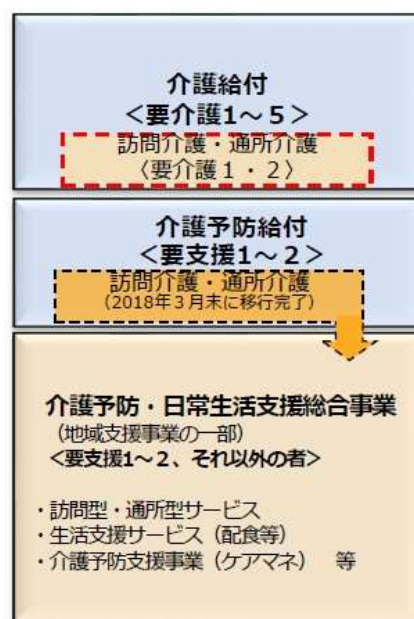 介護給付
＜要介護1～５＞
訪問介護・通所介護
〈要介護１・２〉
介護予防給付
＜要支援1～２＞
訪問介護・通所介護
(2018年３月末に移行完了)
介護予防・日常生活支援総合事業
（地域支援事業の一部）
＜要支援1～2、それ以外の者＞
・訪問型・通所型サービス
・生活支援サービス（配食等）
・介護予防支援事業（ケアマネ）　等